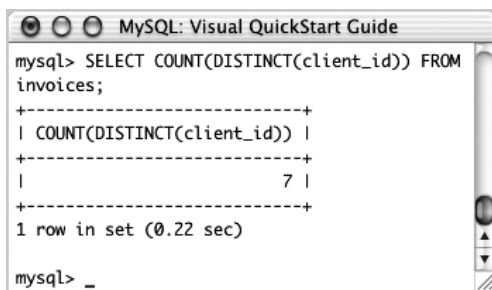 MySQL: Visual QuickStart Guide
mysql> SELECT COUNT(DISTINCT(client_id)) FROM
invoices;
+----------------------------+
| COUNT(DISTINCT(client_id)) |
+----------------------------+
|                          7 |
+----------------------------+
1 row in set (0.22 sec)
mysql> _